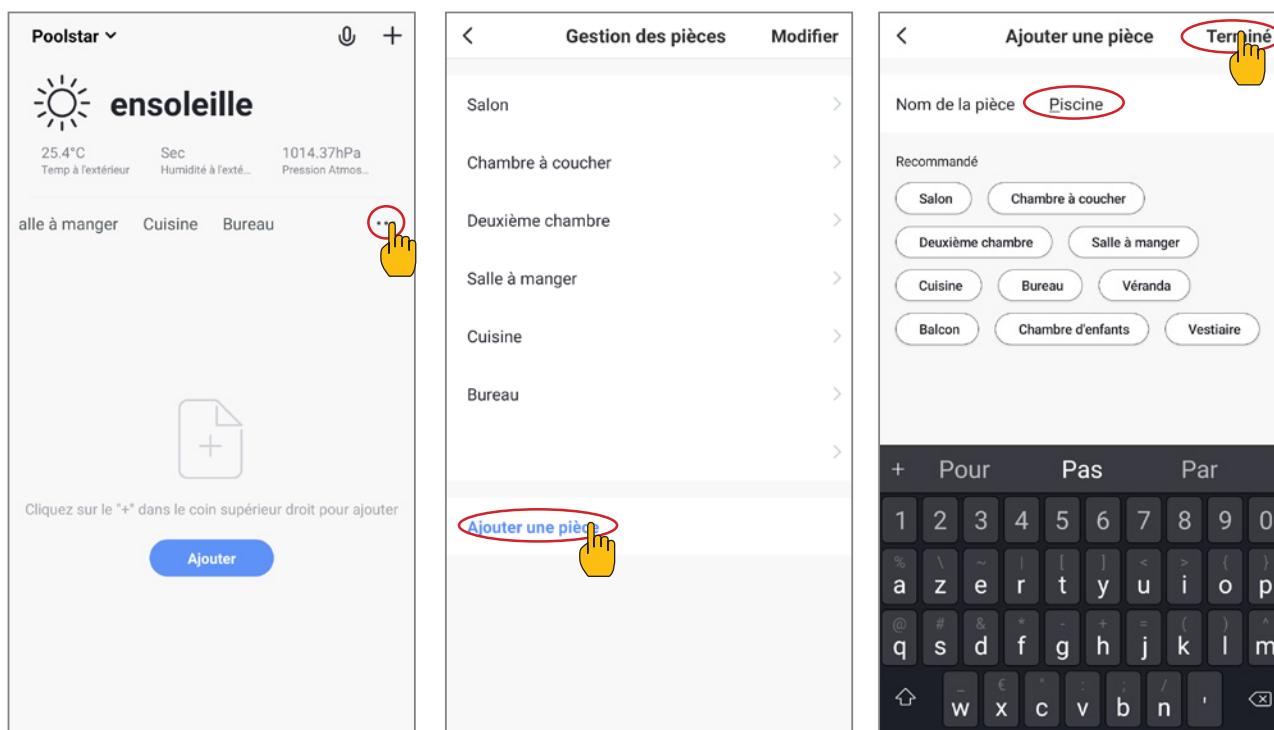 Poolstar
ensoleille
25.4°C Sec 1014.37hPa
Temp à l'extérieur Humidité à l'exté... Pression Atmos...
alle à manger Cuisine Bureau ...
Cliquez sur le "+" dans le coin supérieur droit pour ajouter
Ajouter
Gestion des pièces Modifier
Salon
Chambre à coucher
Deuxième chambre
Salle à manger
Cuisine
Bureau
Ajouter une pièce
Ajouter une pièce Terminé
Nom de la pièce Piscine
Recommandé
Salon Chambre à coucher
Deuxième chambre Salle à manger
Cuisine Bureau Véranda
Balcon Chambre d'enfants Vestiaire
+ Pour Pas Par
1 2 3 4 5 6 7 8 9 0
% \ ~ | [ ] < > { }
a z e r t y u i o p
@ # & * - + = ( ) ^
q s d f g h j k l m
_ € " : ; /
w x c v b n '